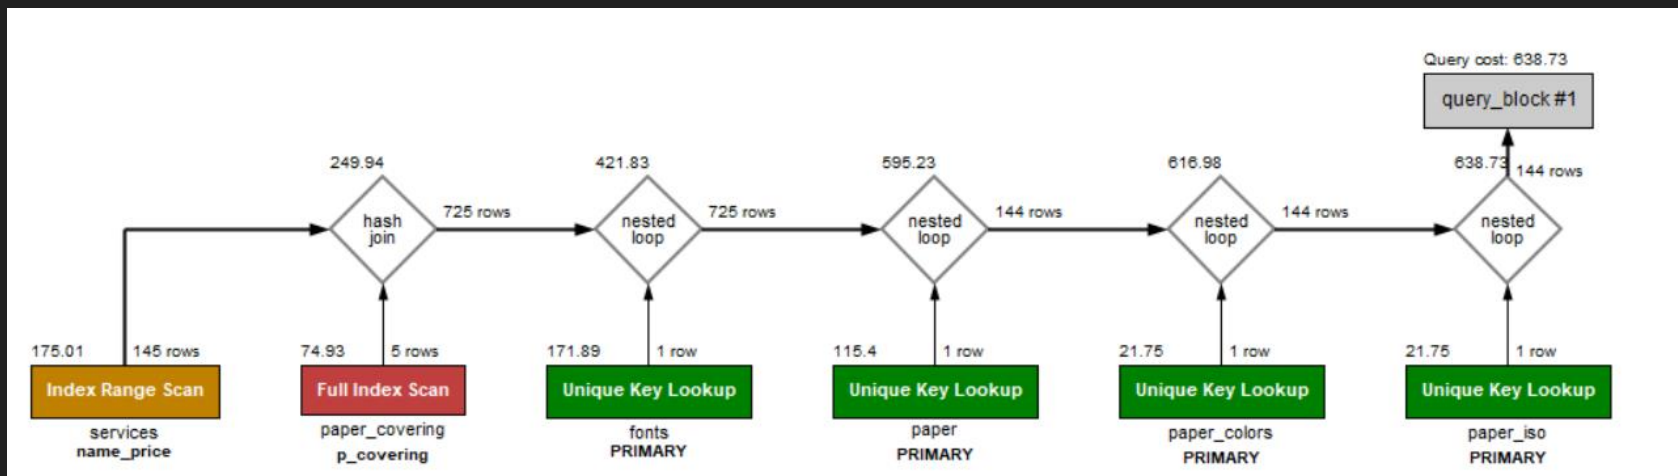 Query cost: 638.73
query_block #1
249.94
421.83
595.23
616.98
638.73
144 rows
hash
join
725 rows
nested
loop
725 rows
nested
loop
144 rows
nested
loop
144 rows
nested
loop
175.01
145 rows
74.93
5 rows
171.89
1 row
115.4
1 row
21.75
1 row
21.75
1 row
Index Range Scan
Full Index Scan
Unique Key Lookup
Unique Key Lookup
Unique Key Lookup
Unique Key Lookup
services
name_price
paper_covering
p_covering
fonts
PRIMARY
paper
PRIMARY
paper_colors
PRIMARY
paper_iso
PRIMARY